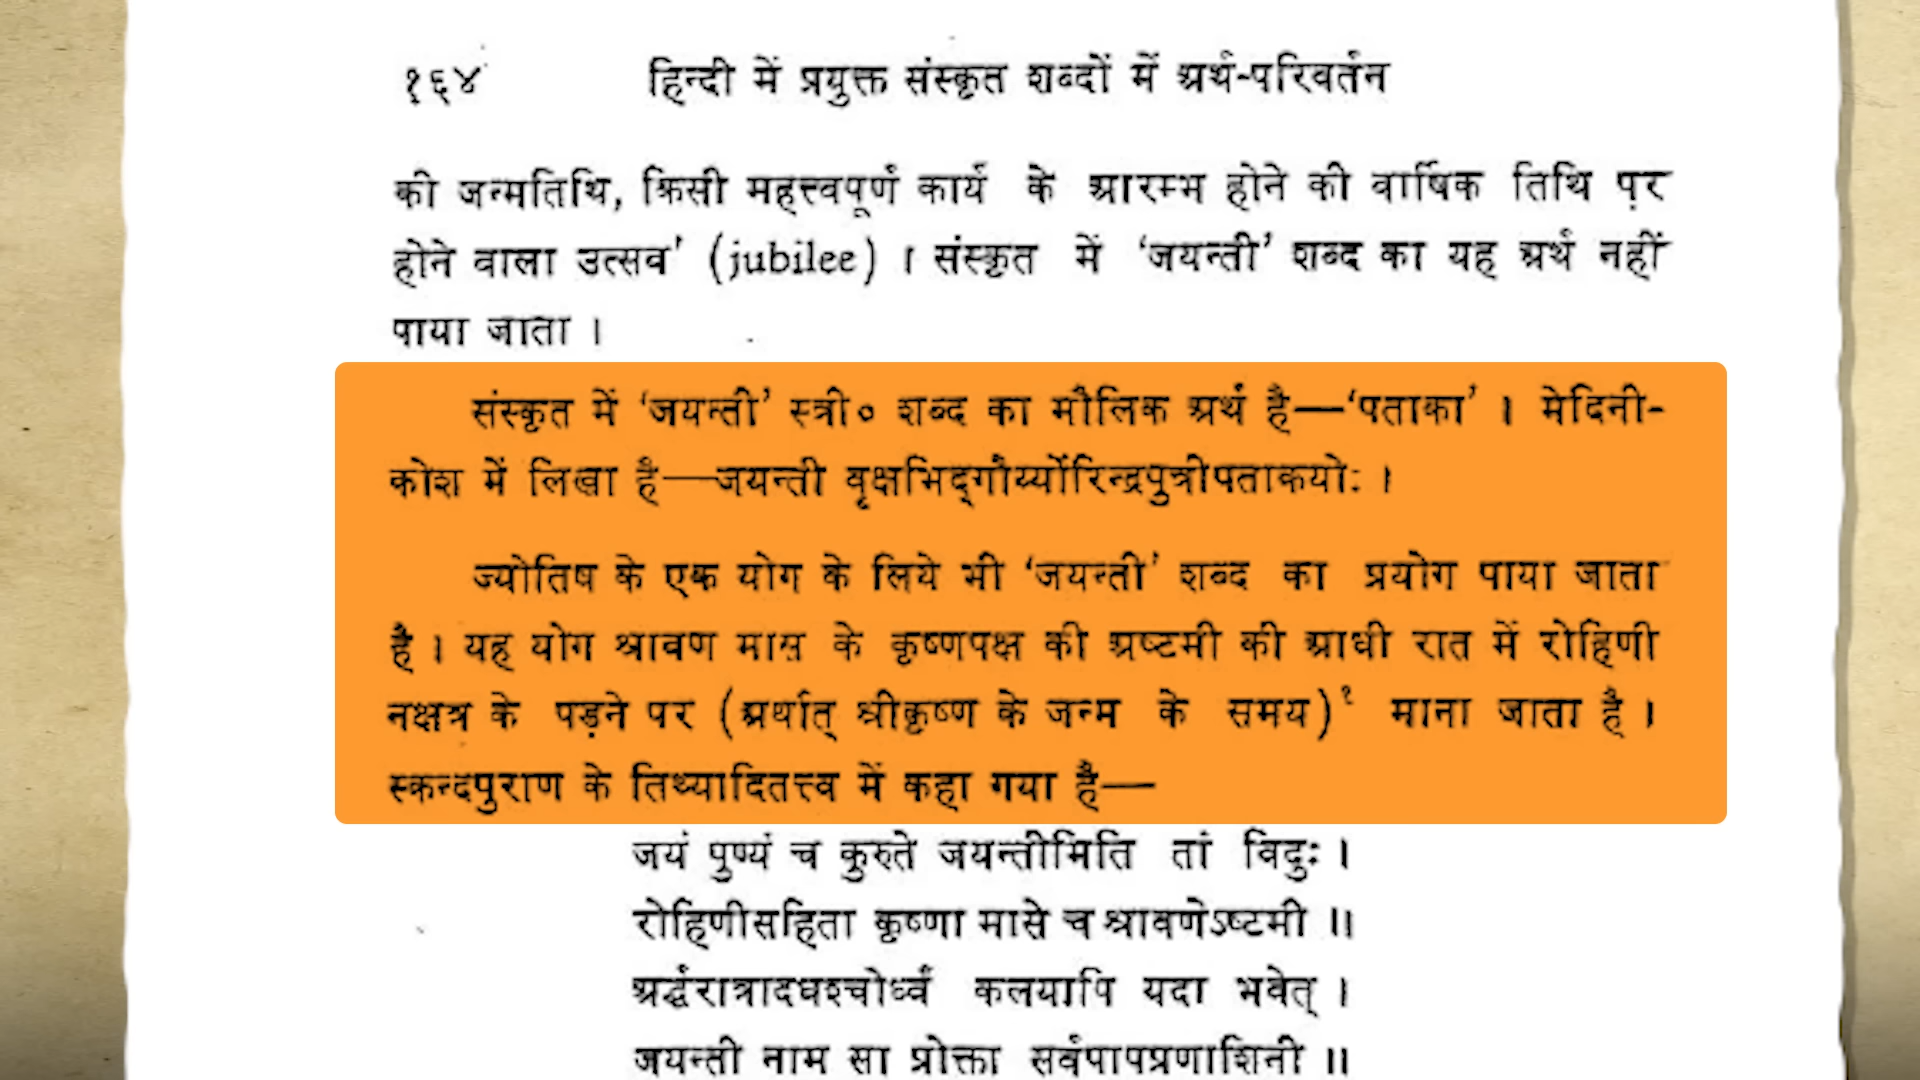 १६४ हिन्दी में प्रयुक्त संस्कृत शब्दों में अर्थ-परिवर्तन
की जन्मतिथि, किसी महत्त्वपूर्ण कार्य के आरम्भ होने की वार्षिक तिथि पर
होने वाला उत्सव' (jubilee) । संस्कृत में 'जयन्ती' शब्द का यह अर्थ नहीं
पाया जाता ।
संस्कृत में 'जयन्ती' स्त्री० शब्द का मौलिक अर्थ है—'पताका' । मेदिनी-
कोश में लिखा है—जयन्ती वृक्षभिद्गौर्य्योरिन्द्रपुत्रीपताकयोः ।
ज्योतिष के एक योग के लिये भी 'जयन्ती' शब्द का प्रयोग पाया जाता
है । यह योग श्रावण मास के कृष्णपक्ष की अष्टमी की आधी रात में रोहिणी
नक्षत्र के पड़ने पर (अर्थात् श्रीकृष्ण के जन्म के समय)१ माना जाता है ।
स्कन्दपुराण के तिथ्यादितत्त्व में कहा गया है—
जयं पुण्यं च कुरुते जयन्तीमिति तां विदुः ।
रोहिणीसहिता कृष्णा मासे च श्रावणेऽष्टमी ॥
अर्द्धरात्रादधश्चोर्ध्वं कलयापि यदा भवेत् ।
जयन्ती नाम सा प्रोक्ता सर्वपापप्रणाशिनी ॥